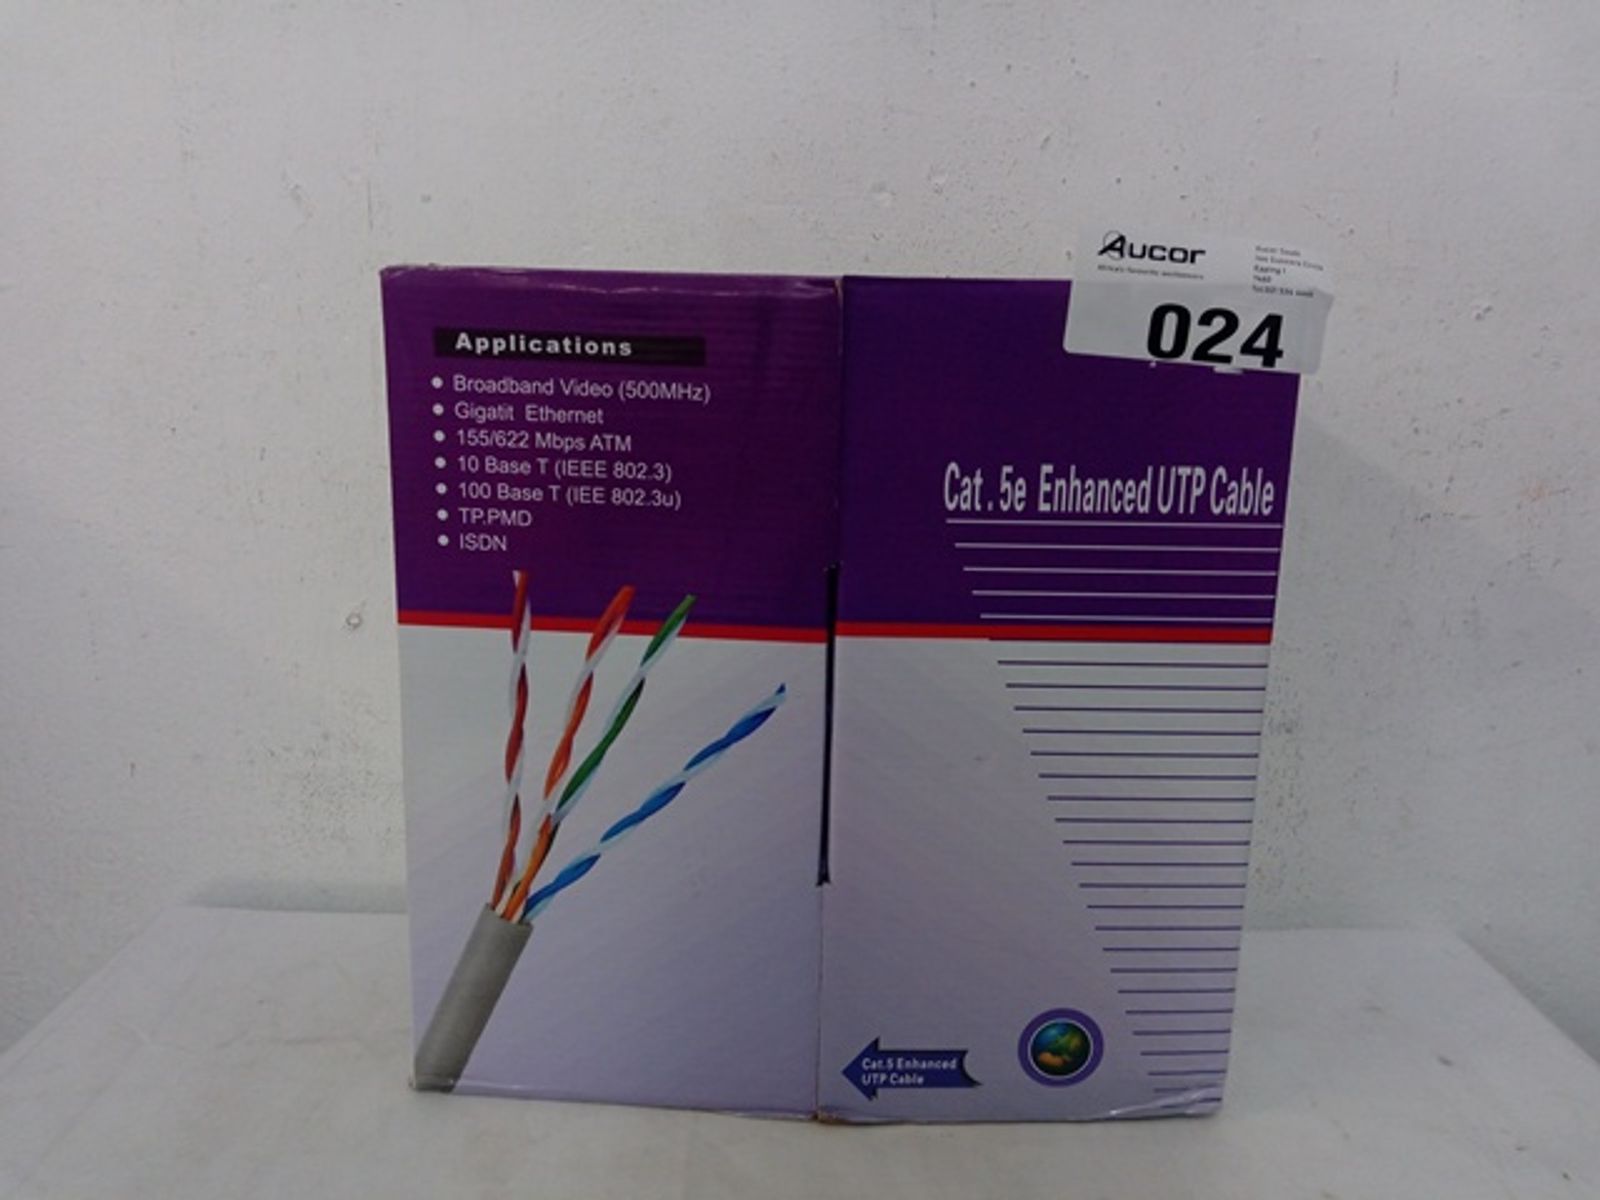 Aucor
024
Applications
Broadband Video (500MHz)
Gigatit Ethernet
155/622 Mbps ATM
10 Base T (IEEE 802.3)
100 Base T (IEE 802.3u)
TP.PMD
ISDN
Cat. 5e Enhanced UTP Cable
Cat.5 Enhanced
UTP Cable